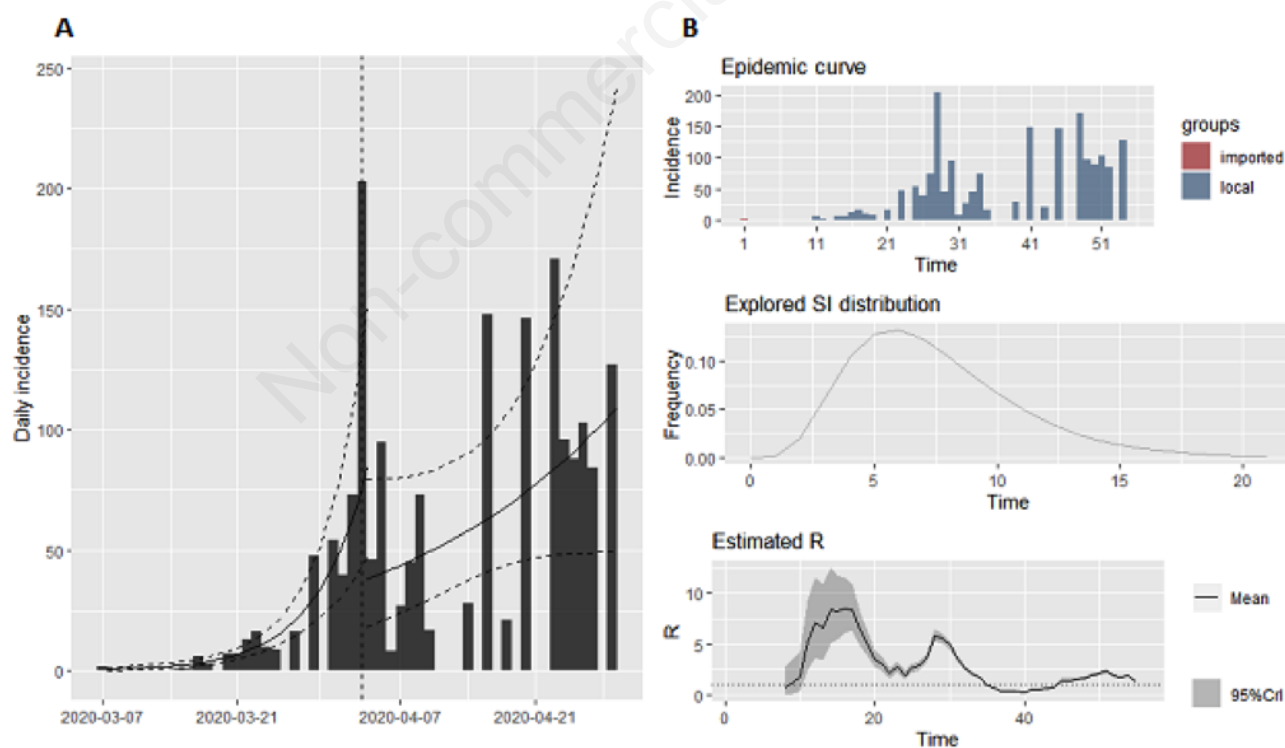 A
B
250
200
150
100
50
0
Daily incidence
2020-03-07 2020-03-21 2020-04-07 2020-04-21
Non-commerci
Epidemic curve
200
150
100
50
0
Incidence
1 11 21 31 41 51
Time
groups
imported
local
Explored SI distribution
0.10
0.05
0.00
Frequency
0 5 10 15 20
Time
Estimated R
10
5
0
R
0 20 40
Time
Mean
95%CrI